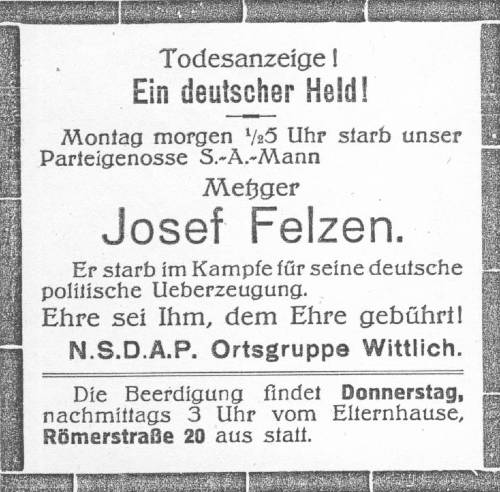 Todesanzeige!
Ein deutscher Held!
Montag morgen ½5 Uhr starb unser
Parteigenosse S.-A.-Mann
Metzger
Josef Felzen.
Er starb im Kampfe für seine deutsche
politische Ueberzeugung.
Ehre sei Ihm, dem Ehre gebührt!
N.S.D.A.P. Ortsgruppe Wittlich.
Die Beerdigung findet Donnerstag,
nachmittags 3 Uhr vom Elternhause,
Römerstraße 20 aus statt.